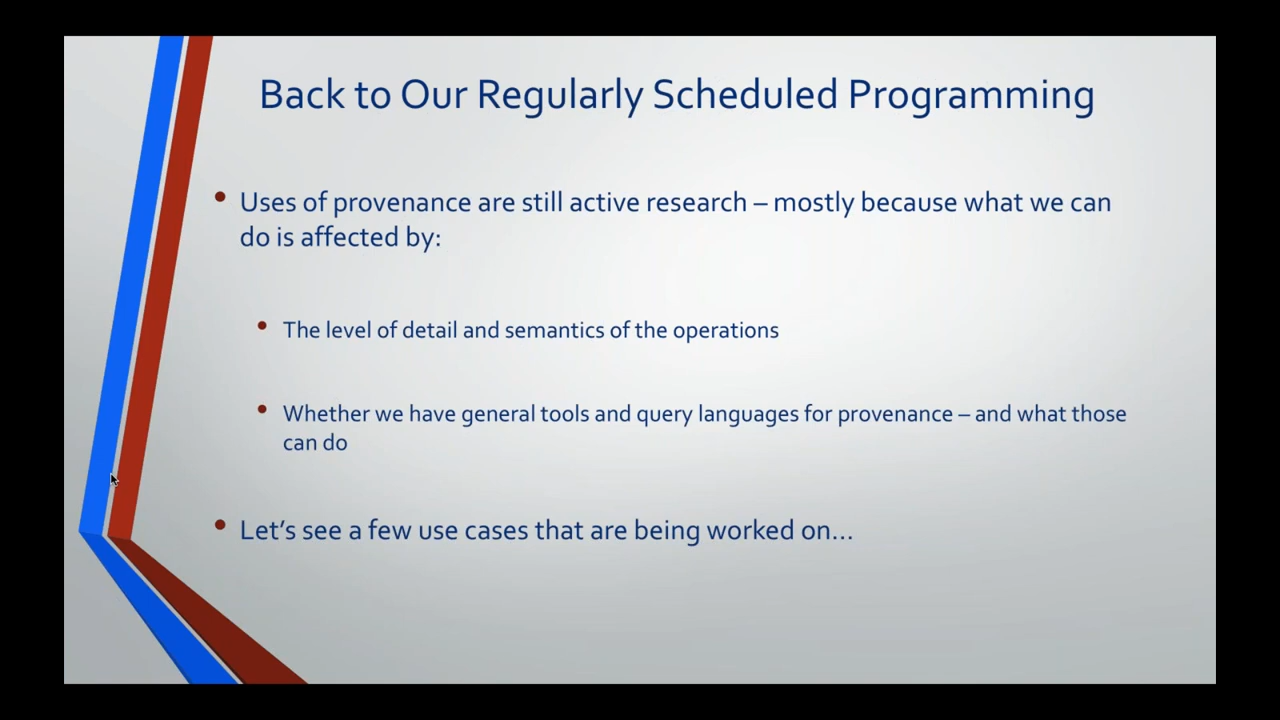 Back to Our Regularly Scheduled Programming
• Uses of provenance are still active research – mostly because what we can
do is affected by:
• The level of detail and semantics of the operations
• Whether we have general tools and query languages for provenance – and what those
can do
• Let’s see a few use cases that are being worked on…